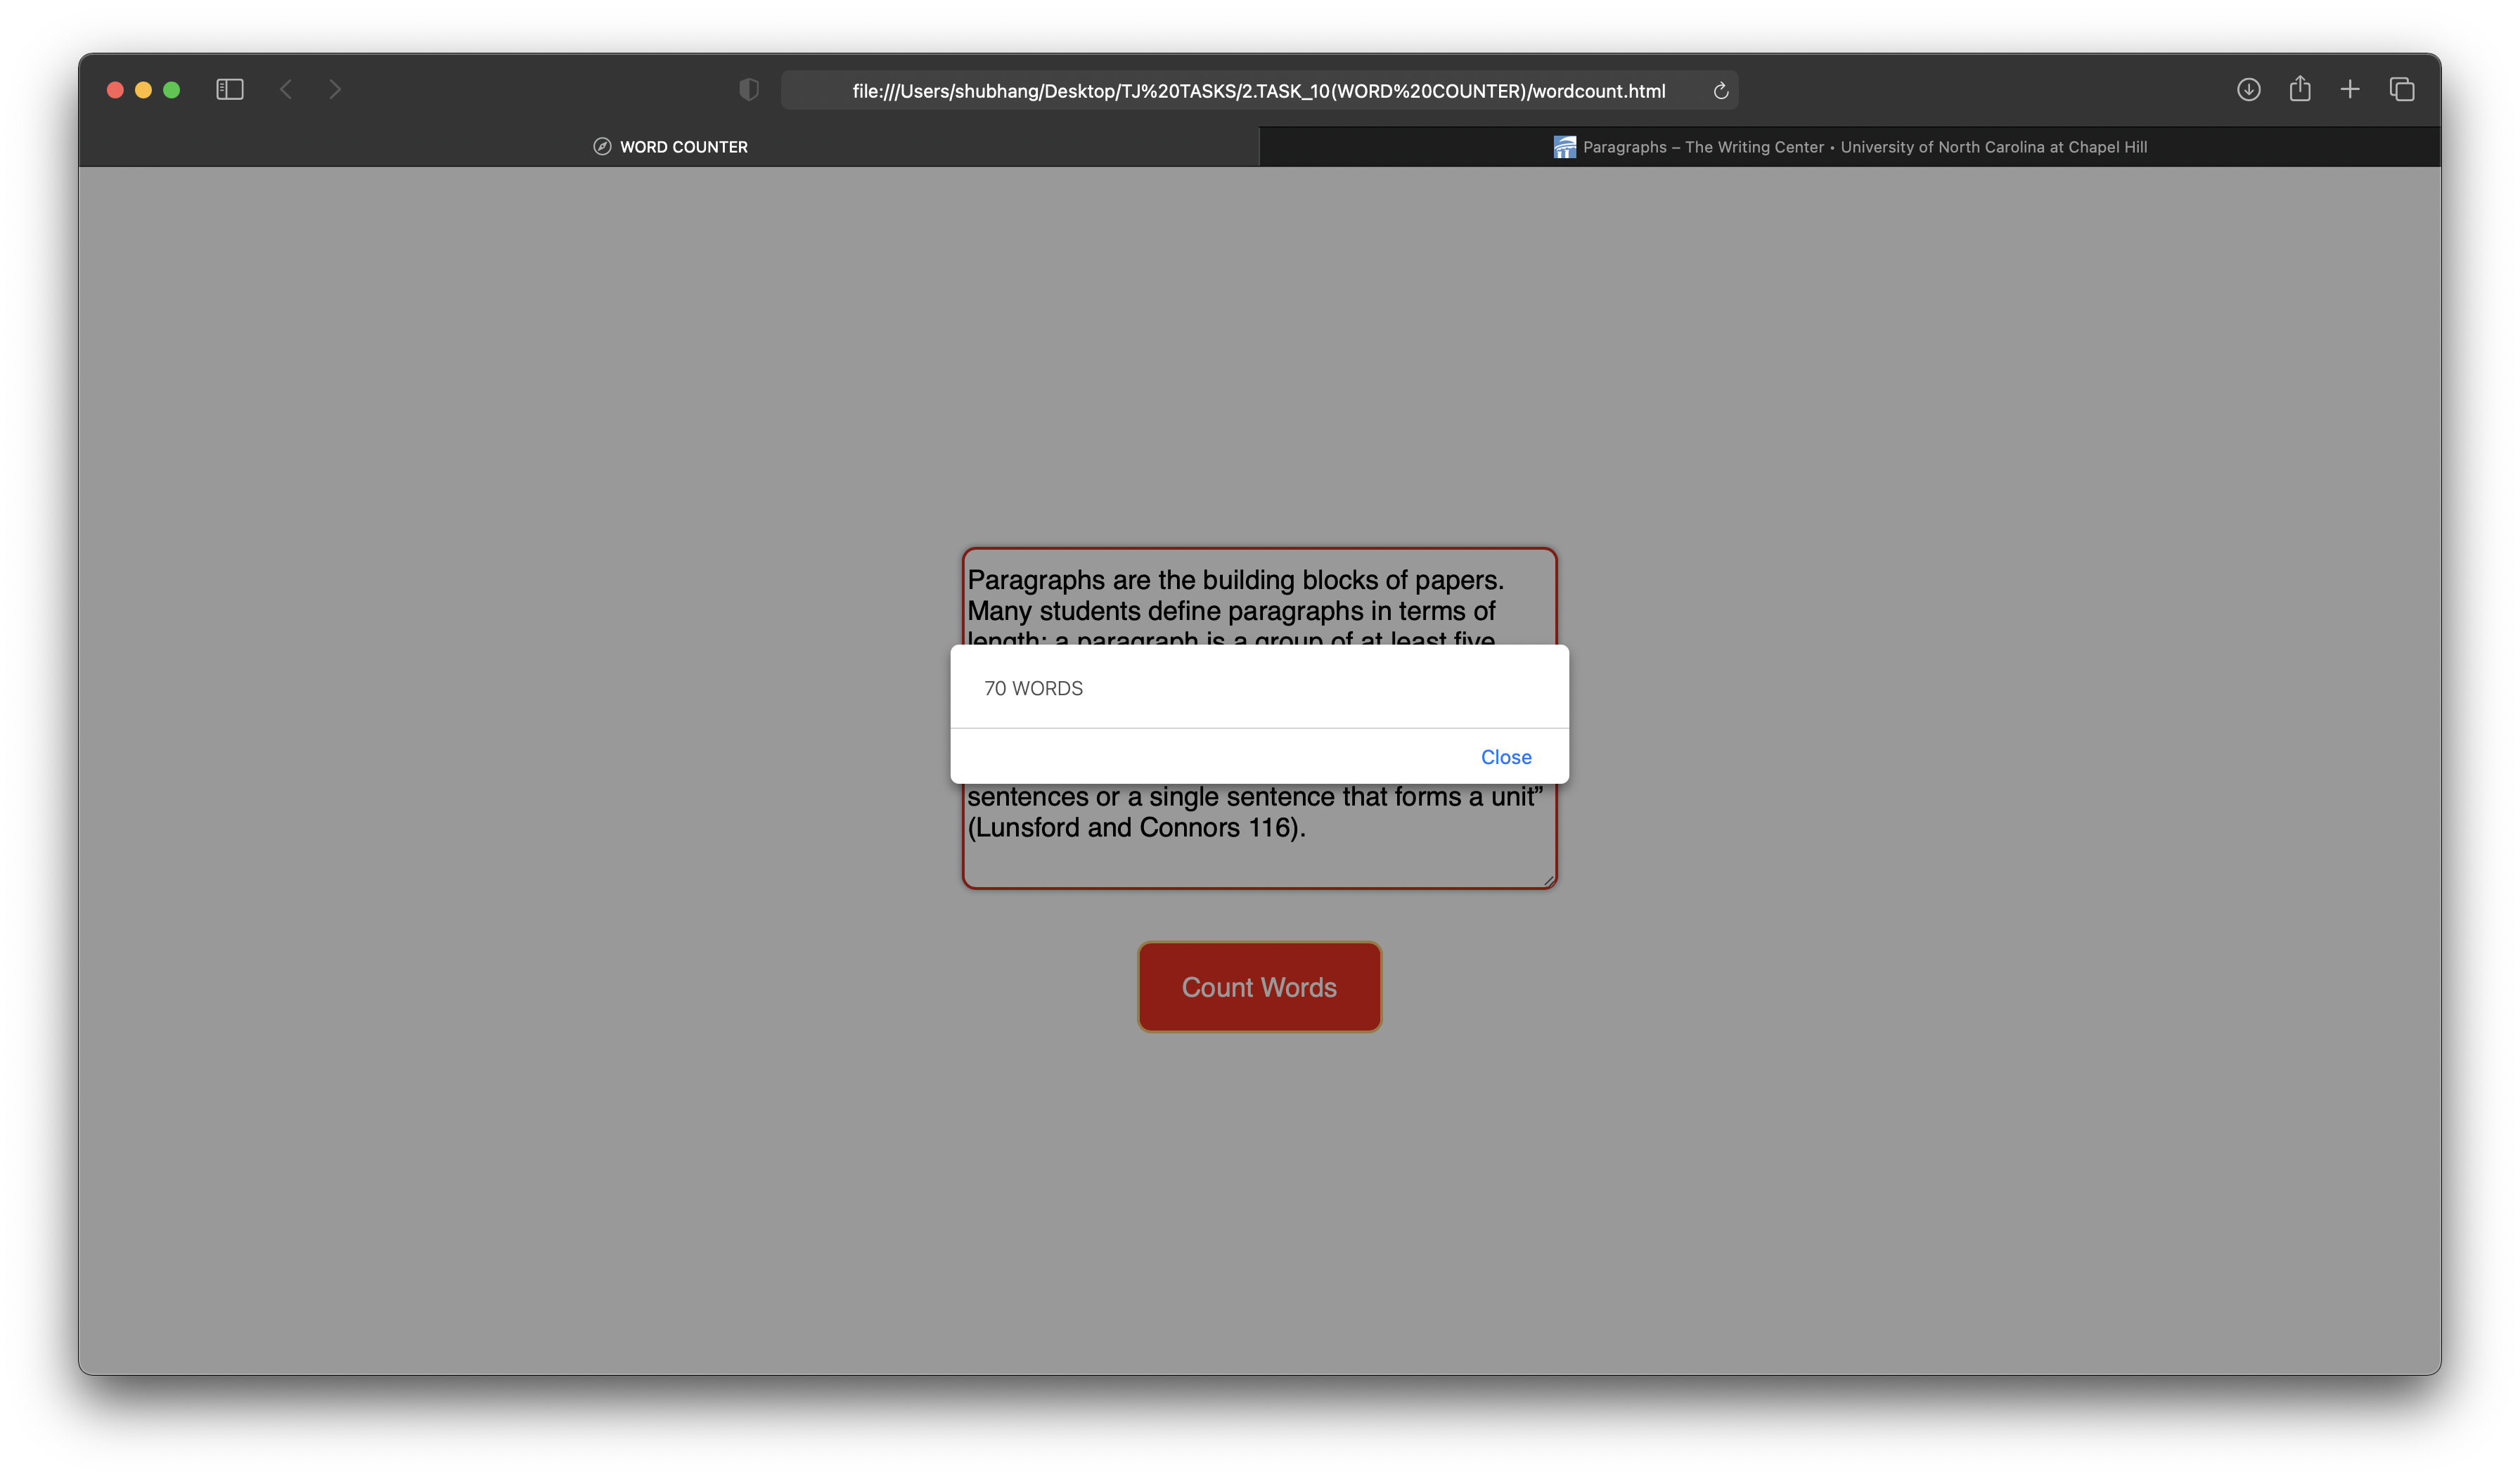 file:///Users/shubhang/Desktop/TJ%20TASKS/2.TASK_10(WORD%20COUNTER)/wordcount.html
WORD COUNTER
Paragraphs – The Writing Center • University of North Carolina at Chapel Hill
Paragraphs are the building blocks of papers.
Many students define paragraphs in terms of
length: a paragraph is a group of at least five
70 WORDS
Close
sentences or a single sentence that forms a unit”
(Lunsford and Connors 116).
Count Words